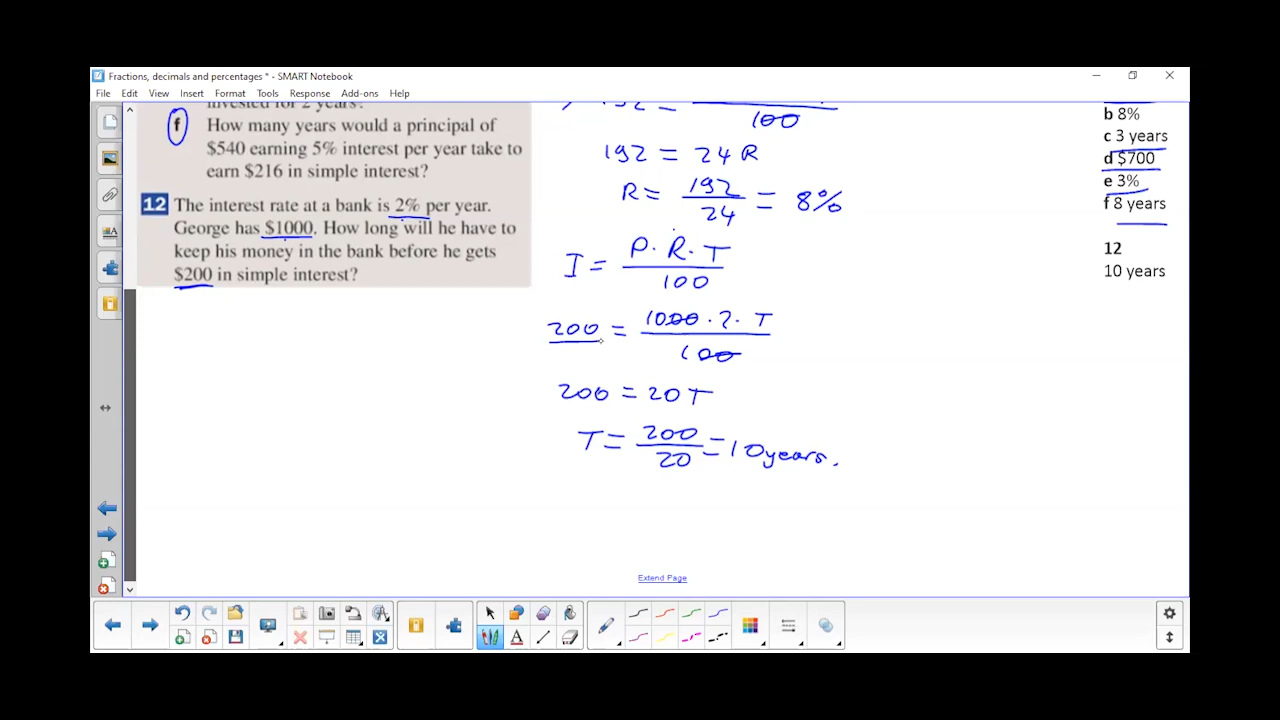 Fractions, decimals and percentages * - SMART Notebook
File Edit View Insert Format Tools Response Add-ons Help
invested for 2 years?
f How many years would a principal of
$540 earning 5% interest per year take to
earn $216 in simple interest?
12 The interest rate at a bank is 2% per year.
George has $1000. How long will he have to
keep his money in the bank before he gets
$200 in simple interest?
192 =
100
192 = 24 R
R = 192/24 = 8%
I = P. R. T/100
200 = 1000 . 2 . T/100
200 = 20 T
T = 200/20 = 10 years.
b 8%
c 3 years
d $700
e 3%
f 8 years
12
10 years
Extend Page